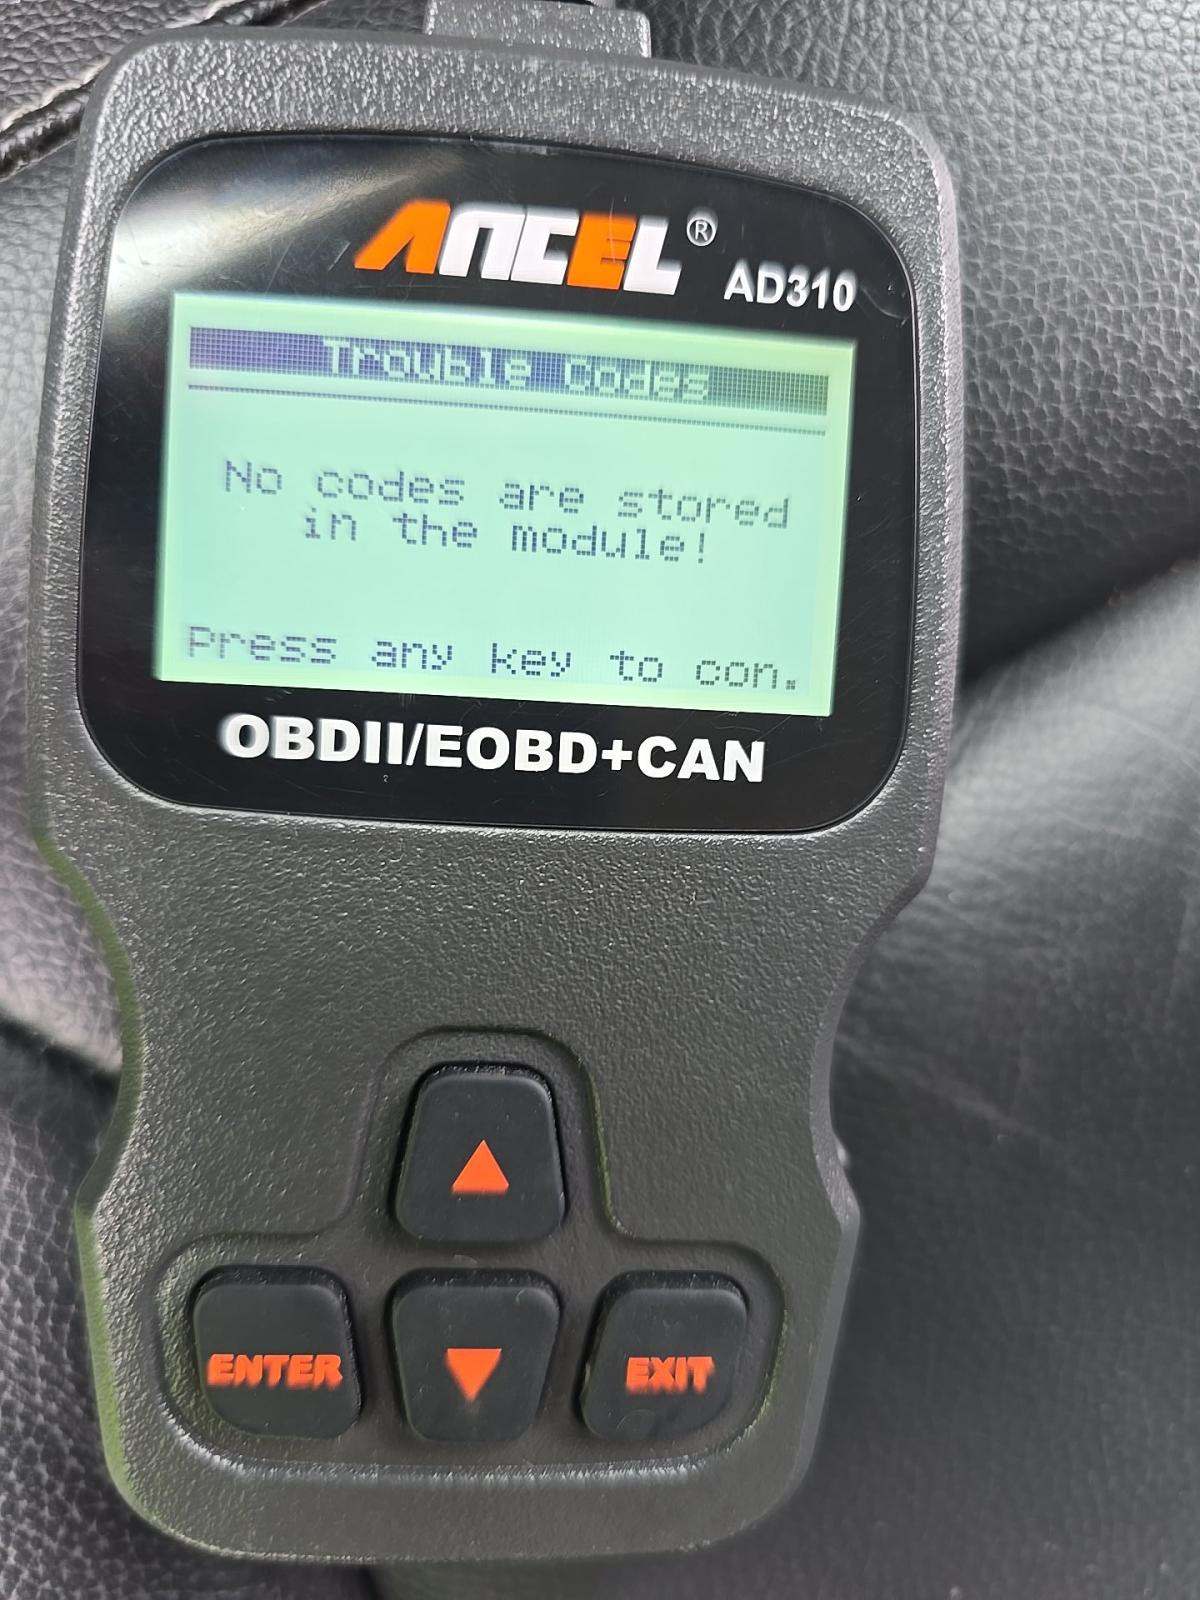 ANCEL®
AD310
Trouble Codes
No codes are stored
in the module!
Press any key to con.
OBDII/EOBD+CAN
ENTER
EXIT